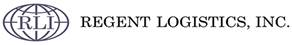 RLI
REGENT LOGISTICS, INC.